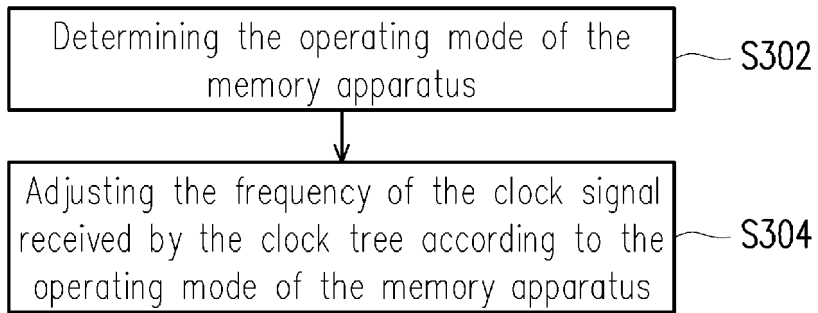 Determining the operating mode of the
memory apparatus
S302
Adjusting the frequency of the clock signal
received by the clock tree according to the
operating mode of the memory apparatus
S304